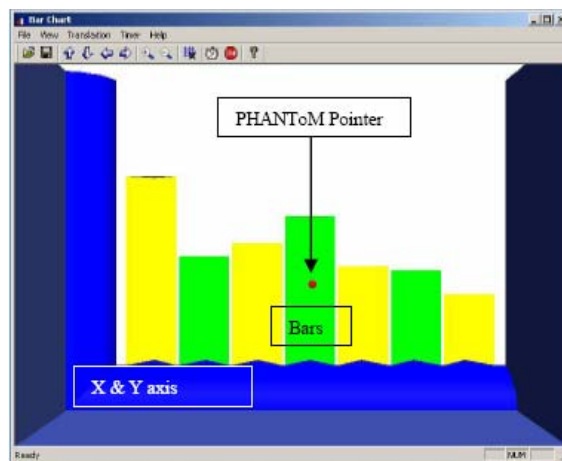 Bar Chart
File View Translation Timer Help
PHANToM Pointer
Bars
X & Y axis
Ready
NUM